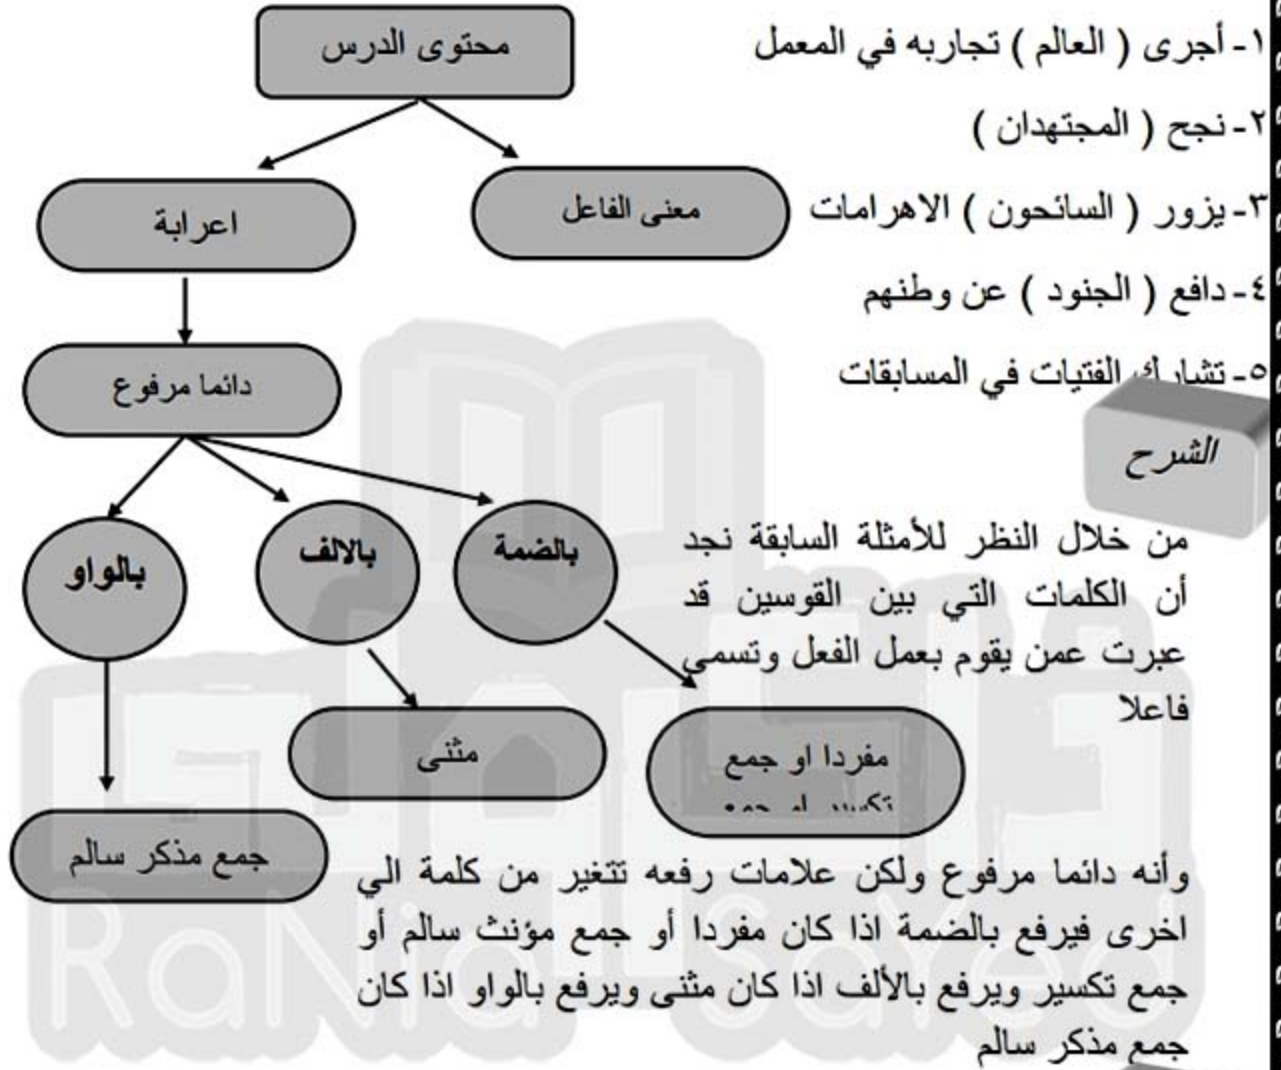 ١- أجرى ( العالم ) تجاربه في المعمل
٢- نجح ( المجتهدان )
٣- يزور ( السائحون ) الاهرامات
٤- دافع ( الجنود ) عن وطنهم
٥- تشارك الفتيات في المسابقات
محتوى الدرس
معنى الفاعل
اعرابة
دائما مرفوع
بالضمة
بالالف
بالواو
مفردا او جمع
تكسير او جمع
مثنى
جمع مذكر سالم
الشرح
من خلال النظر للأمثلة السابقة نجد
أن الكلمات التي بين القوسين قد
عبرت عمن يقوم بعمل الفعل وتسمى
فاعلا
وأنه دائما مرفوع ولكن علامات رفعه تتغير من كلمة الي
اخرى فيرفع بالضمة اذا كان مفردا أو جمع مؤنث سالم أو
جمع تكسير ويرفع بالألف اذا كان مثنى ويرفع بالواو اذا كان
جمع مذكر سالم
RaNia SaYed